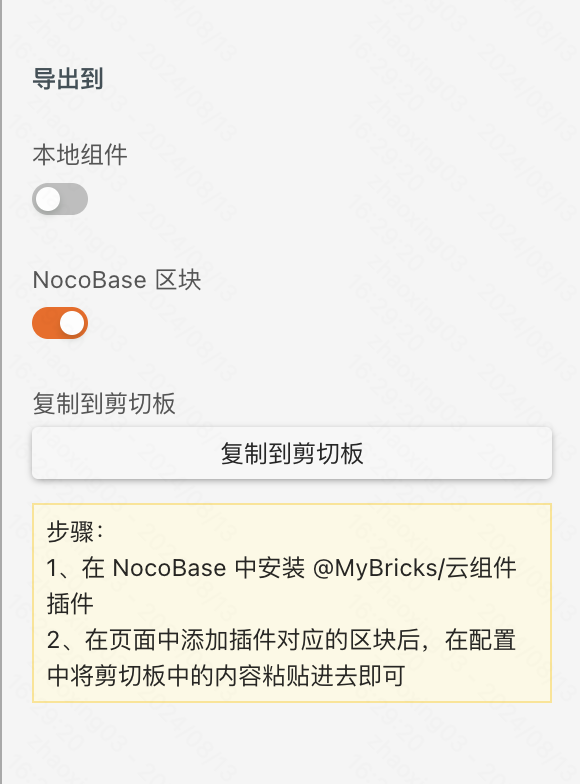 导出到
本地组件
NocoBase 区块
复制到剪切板
复制到剪切板
步骤：
1、在 NocoBase 中安装 @MyBricks/云组件
插件
2、在页面中添加插件对应的区块后，在配置
中将剪切板中的内容粘贴进去即可